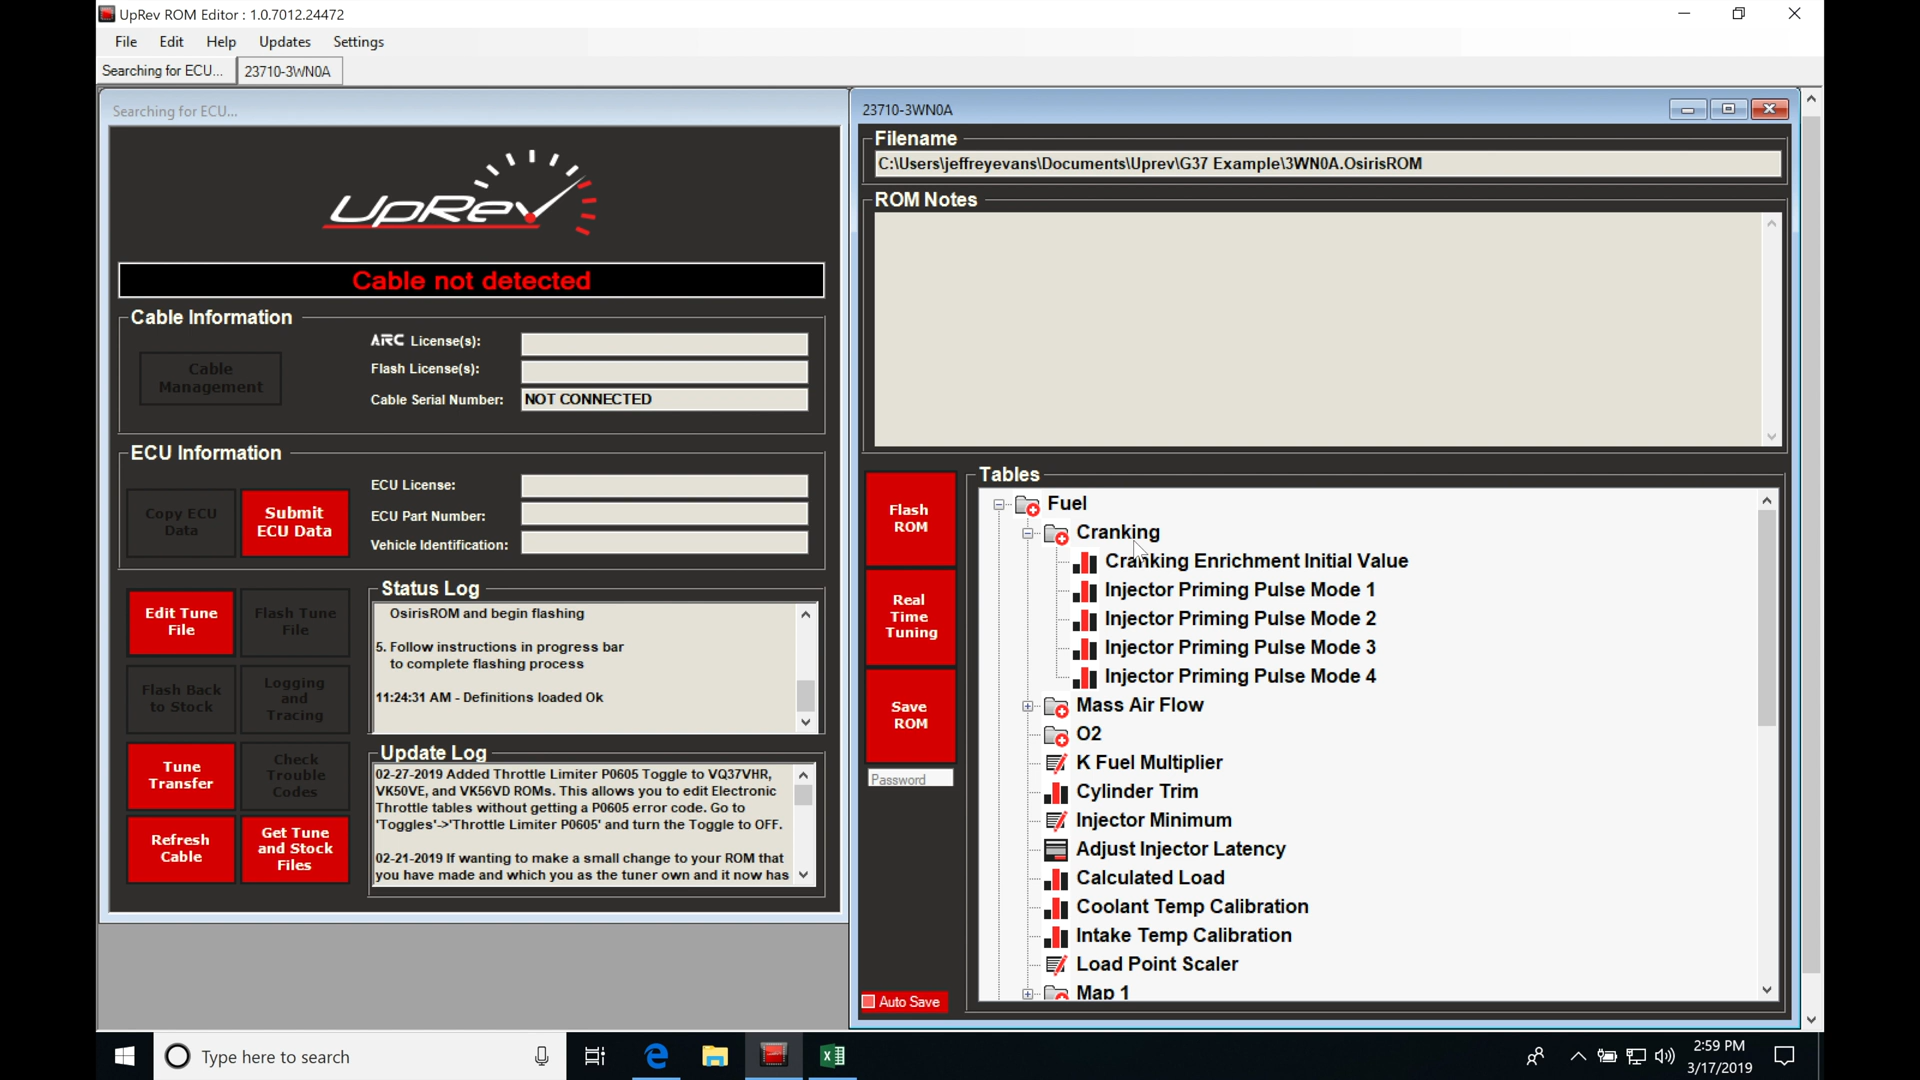 UpRev ROM Editor : 1.0.7012.24472
File Edit Help Updates Settings
Searching for ECU... 23710-3WN0A
Searching for ECU...
UpRev
Cable not detected
Cable Information
Cable
Management
ARC License(s):
Flash License(s):
Cable Serial Number: NOT CONNECTED
ECU Information
Copy ECU
Data
Submit
ECU Data
ECU License:
ECU Part Number:
Vehicle Identification:
Edit Tune
File
Flash Tune
File
Flash Back
to Stock
Logging
and
Tracing
Tune
Transfer
Check
Trouble
Codes
Refresh
Cable
Get Tune
and Stock
Files
Status Log
OsirisROM and begin flashing
5. Follow instructions in progress bar
to complete flashing process
11:24:31 AM - Definitions loaded Ok
Update Log
02-27-2019 Added Throttle Limiter P0605 Toggle to VQ37VHR,
VK50VE, and VK56VD ROMs. This allows you to edit Electronic
Throttle tables without getting a P0605 error code. Go to
'Toggles'->'Throttle Limiter P0605' and turn the Toggle to OFF.
02-21-2019 If wanting to make a small change to your ROM that
you have made and which you as the tuner own and it now has
23710-3WN0A
Filename
C:\Users\jeffreyevans\Documents\Uprev\G37 Example\3WN0A.OsirisROM
ROM Notes
Flash
ROM
Real
Time
Tuning
Save
ROM
Password
Auto Save
Tables
Fuel
Cranking
Cranking Enrichment Initial Value
Injector Priming Pulse Mode 1
Injector Priming Pulse Mode 2
Injector Priming Pulse Mode 3
Injector Priming Pulse Mode 4
Mass Air Flow
O2
K Fuel Multiplier
Cylinder Trim
Injector Minimum
Adjust Injector Latency
Calculated Load
Coolant Temp Calibration
Intake Temp Calibration
Load Point Scaler
Map 1
Type here to search
2:59 PM
3/17/2019